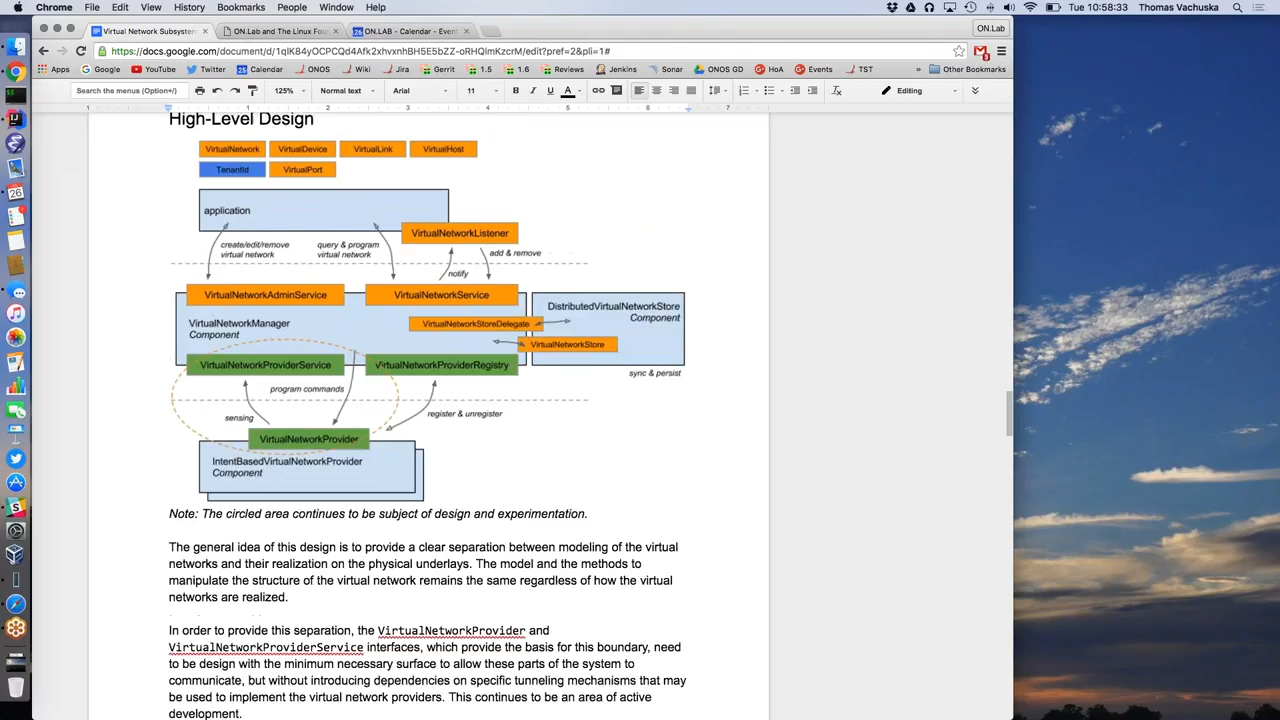 Chrome File Edit View History Bookmarks People Window Help
Tue 10:58:33 Thomas Vachuska
Virtual Network Subsystem
ON.Lab and The Linux Fou
ON.LAB - Calendar - Even
ON.Lab
https://docs.google.com/document/d/1qlK84yOCPCQd4Afk2xhvxnhBH5E5bZZ-oRHQlmKzcrM/edit?pref=2&pli=1#
Apps Google YouTube Twitter Calendar ONOS Wiki Jira Gerrit 1.5 1.6 Reviews Jenkins Sonar ONOS GG HoA Events TST » Other Bookmarks
Search the menus (Option+/) 125% Normal text Arial 11 B I U A Editing
1 1 2 3 4 5 6 7
High-Level Design
VirtualNetwork VirtualDevice VirtualLink VirtualHost
TenantId VirtualPort
application
VirtualNetworkListener
create/edit/remove
virtual network
query & program
virtual network
add & remove
notify
VirtualNetworkAdminService
VirtualNetworkService
DistributedVirtualNetworkStore
Component
VirtualNetworkManager
Component
VirtualNetworkStoreDelegate
VirtualNetworkStore
VirtualNetworkProviderService
VirtualNetworkProviderRegistry
sync & persist
program commands
sensing
register & unregister
VirtualNetworkProvider
IntentBasedVirtualNetworkProvider
Component
Note: The circled area continues to be subject of design and experimentation.
The general idea of this design is to provide a clear separation between modeling of the virtual
networks and their realization on the physical underlays. The model and the methods to
manipulate the structure of the virtual network remains the same regardless of how the virtual
networks are realized.
In order to provide this separation, the VirtualNetworkProvider and
VirtualNetworkProviderService interfaces, which provide the basis for this boundary, need
to be design with the minimum necessary surface to allow these parts of the system to
communicate, but without introducing dependencies on specific tunneling mechanisms that may
be used to implement the virtual network providers. This continues to be an area of active
development.